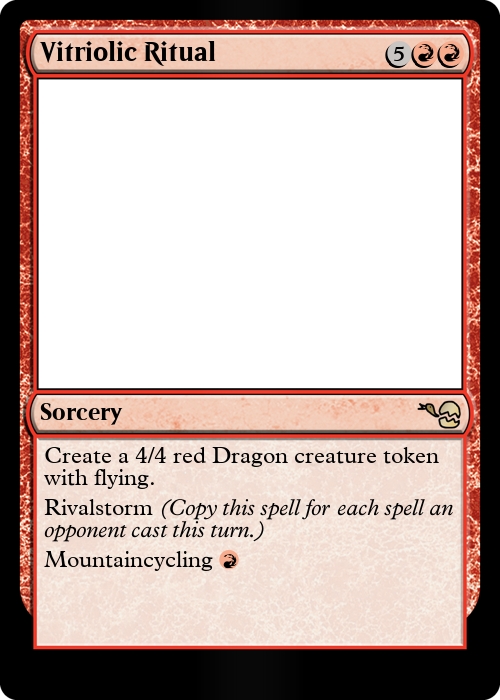 Vitriolic Ritual 5
Sorcery
Create a 4/4 red Dragon creature token
with flying.
Rivalstorm (Copy this spell for each spell an
opponent cast this turn.)
Mountaincycling